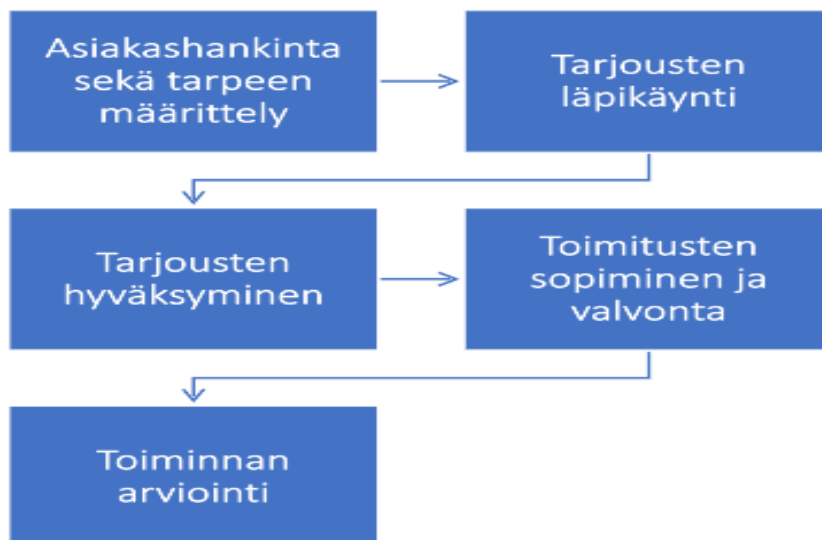 Asiakashankinta
sekä tarpeen
määrittely
Tarjousten
läpikäynti
Tarjousten
hyväksyminen
Toimitusten
sopiminen ja
valvonta
Toiminnan
arviointi